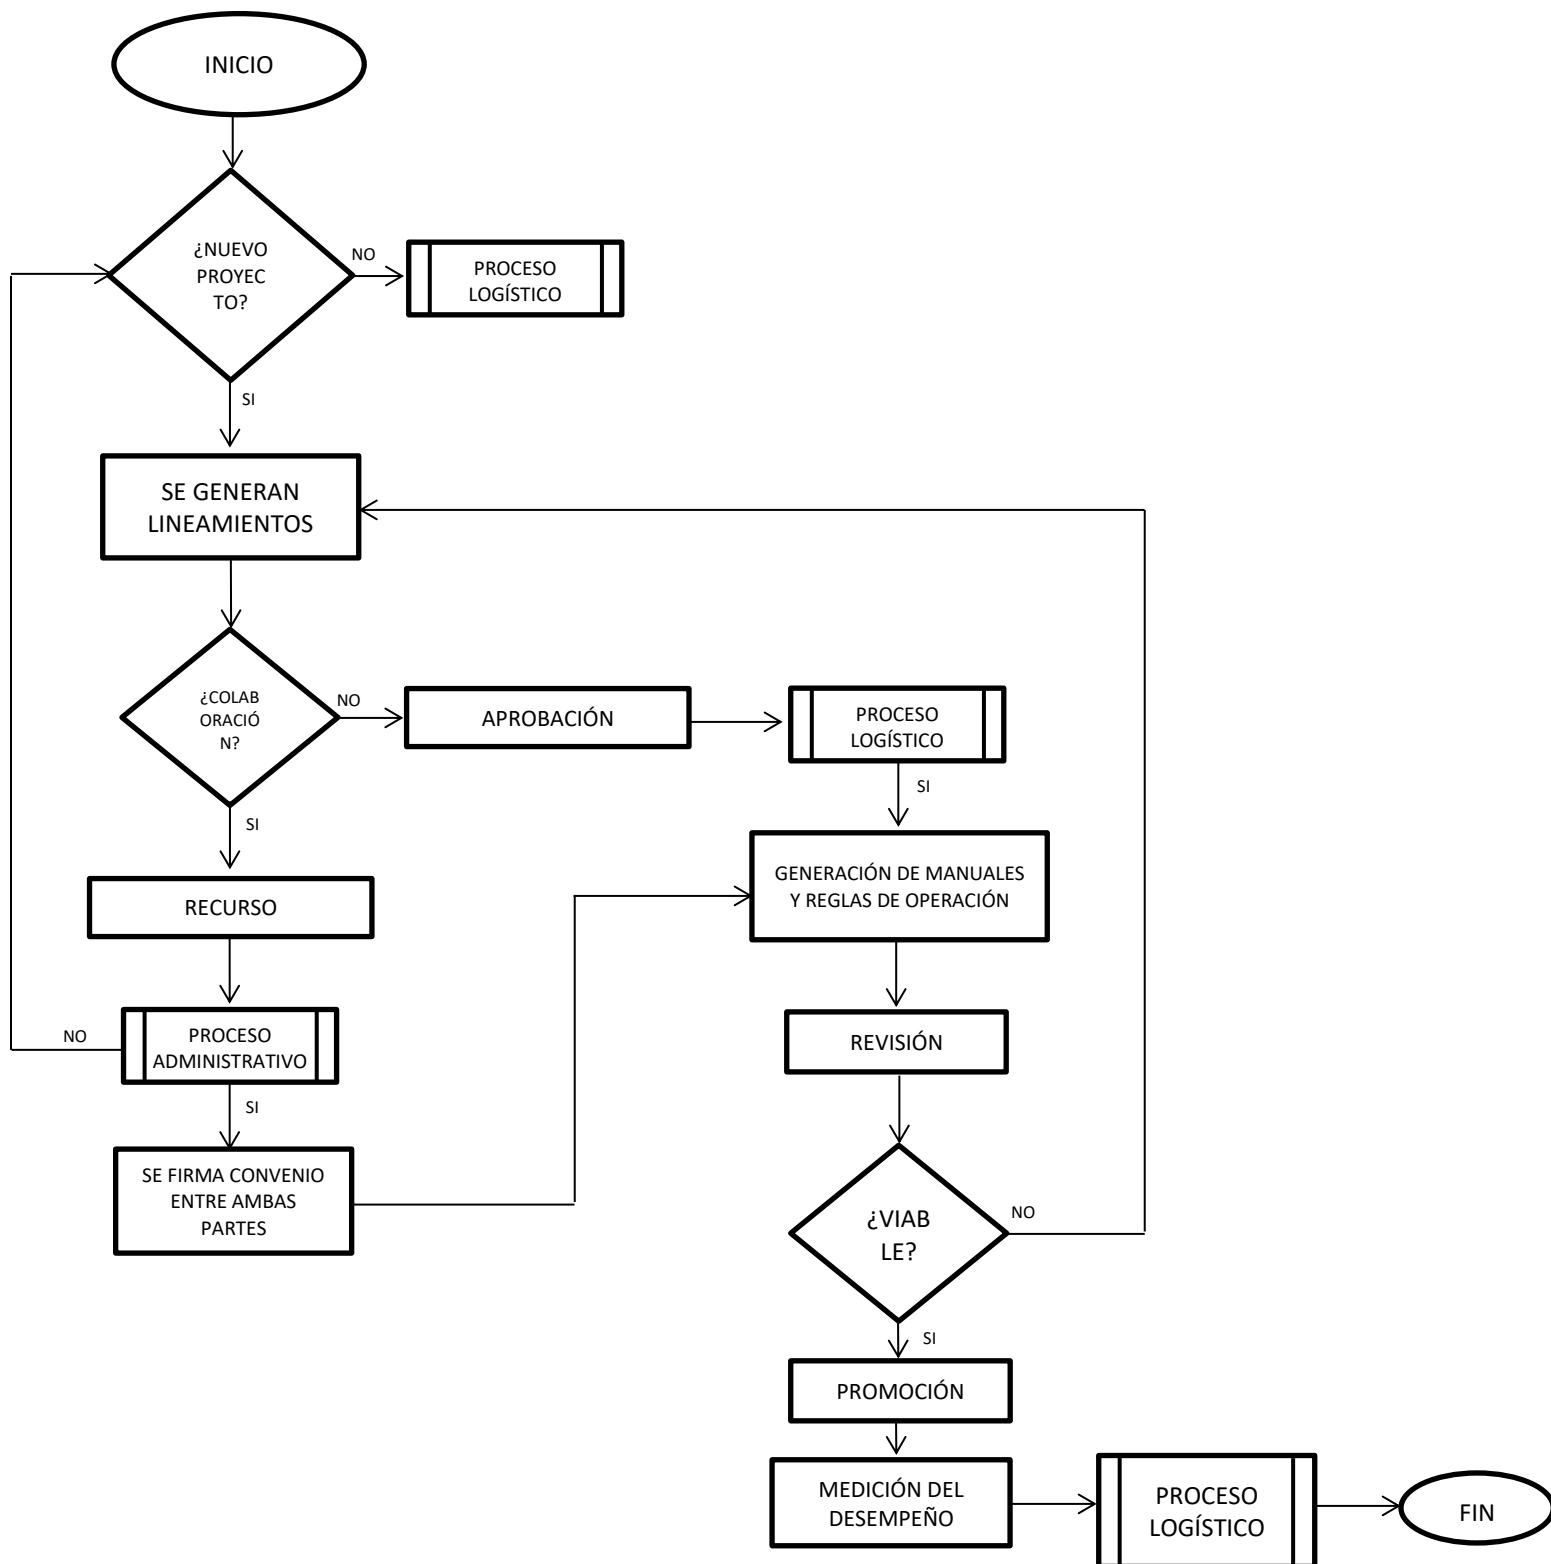 INICIO
¿NUEVO
PROYEC
TO?
NO
PROCESO
LOGÍSTICO
SI
SE GENERAN
LINEAMIENTOS
¿COLAB
ORACIÓ
N?
NO
APROBACIÓN
PROCESO
LOGÍSTICO
SI
SI
GENERACIÓN DE MANUALES
Y REGLAS DE OPERACIÓN
RECURSO
NO
PROCESO
ADMINISTRATIVO
REVISIÓN
SI
SE FIRMA CONVENIO
ENTRE AMBAS
PARTES
¿VIAB
LE?
NO
SI
PROMOCIÓN
MEDICIÓN DEL
DESEMPEÑO
PROCESO
LOGÍSTICO
FIN